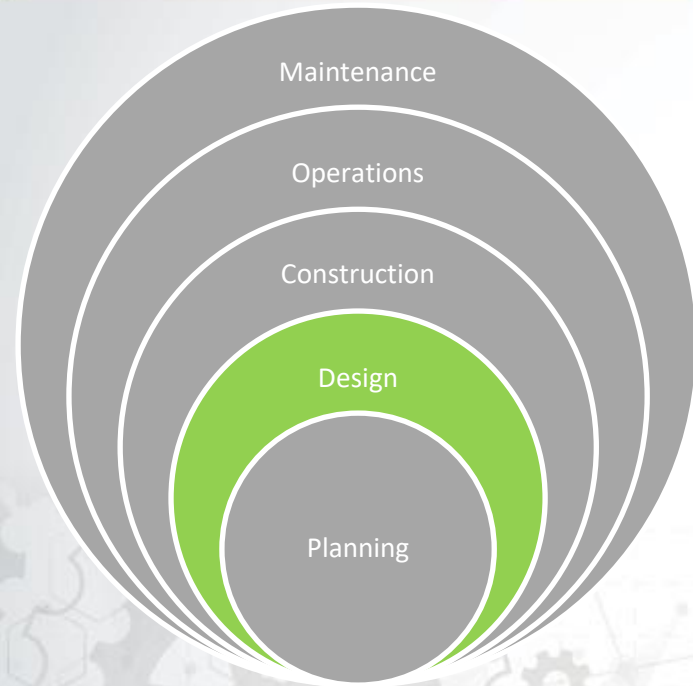 Maintenance
Operations
Construction
Design
Planning